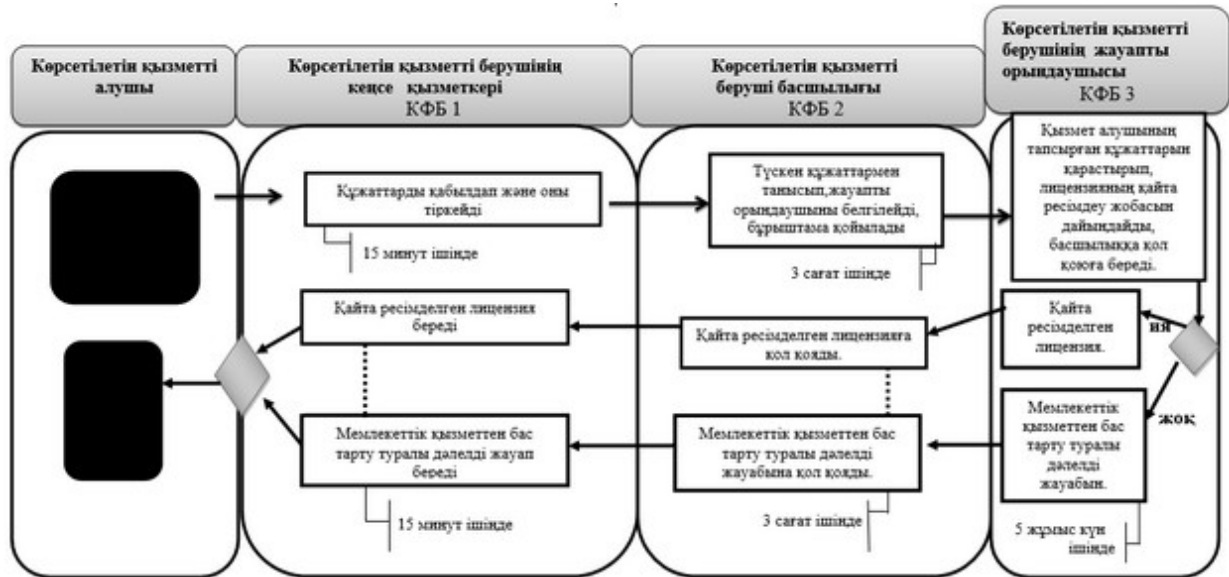 Көрсетілетін қызметті
алушы
Көрсетілетін қызметті берушінің
кеңсе қызметкері
КФБ 1
Көрсетілетін қызметті
беруші басшылығы
КФБ 2
Көрсетілетін қызметті
берушінің жауапты
орындаушысы
КФБ 3
Құжаттарды қабылдап және оны
тіркейді
15 минут ішінде
Түскен құжаттармен
танысып,жауапты
орындаушыны белгілейді,
бұрыштама қойылады
3 сағат ішінде
Қызмет алушының
тапсырған құжаттарын
қарастырып,
лицензияның қайта
ресімдеу жобасын
дайындайды,
басшылыққа қол
қоюға береді.
Қайта ресімделген лицензия
береді
Қайта ресімделген лицензияға
қол қояды.
Қайта
ресімделген
лицензия.
ия
Мемлекеттік қызметтен бас
тарту туралы дәлелді жауап
береді
15 минут ішінде
Мемлекеттік қызметтен бас
тарту туралы дәлелді
жауабына қол қояды.
3 сағат ішінде
Мемлекеттік
қызметтен бас
тарту туралы
дәлелді
жауабын.
жоқ
5 жұмыс күн
ішінде